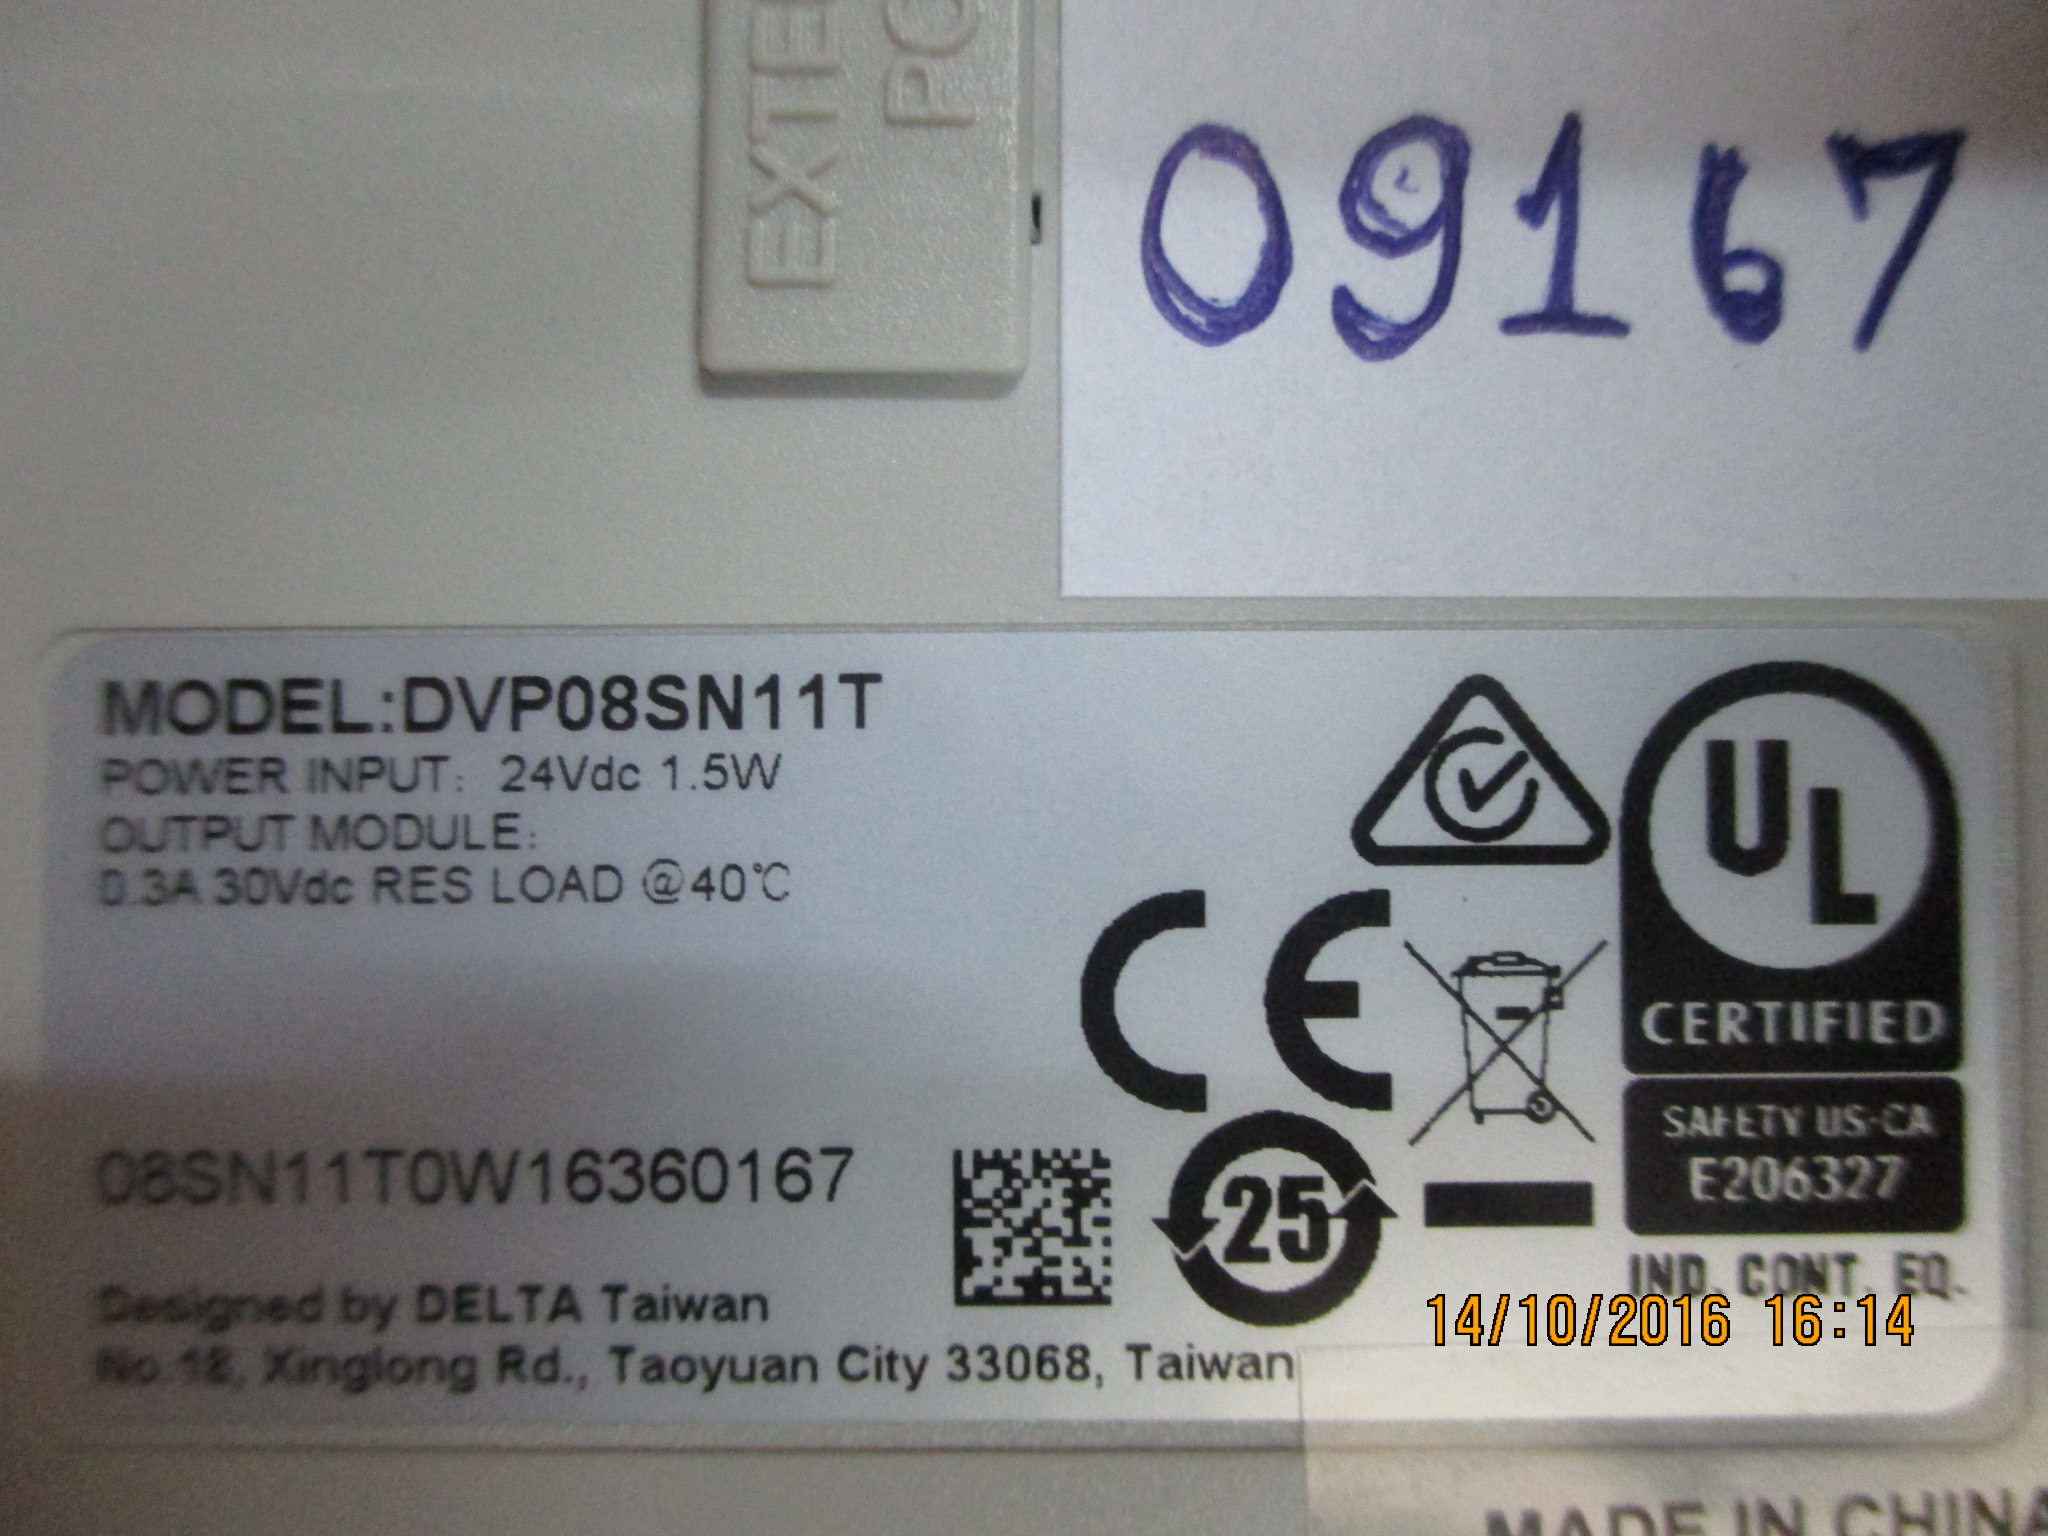 EXTE
PO
09167
MODEL:DVP08SN11T
POWER INPUT: 24Vdc 1.5W
OUTPUT MODULE:
0.3A 30Vdc RES LOAD @40℃
UL
CERTIFIED
SAFETY US-CA
E206327
IND. CONT. EQ.
CE
25
08SN11T0W16360167
Designed by DELTA Taiwan
No.18, Xinglong Rd., Taoyuan City 33068, Taiwan
14/10/2016 16:14
MADE IN CHINA